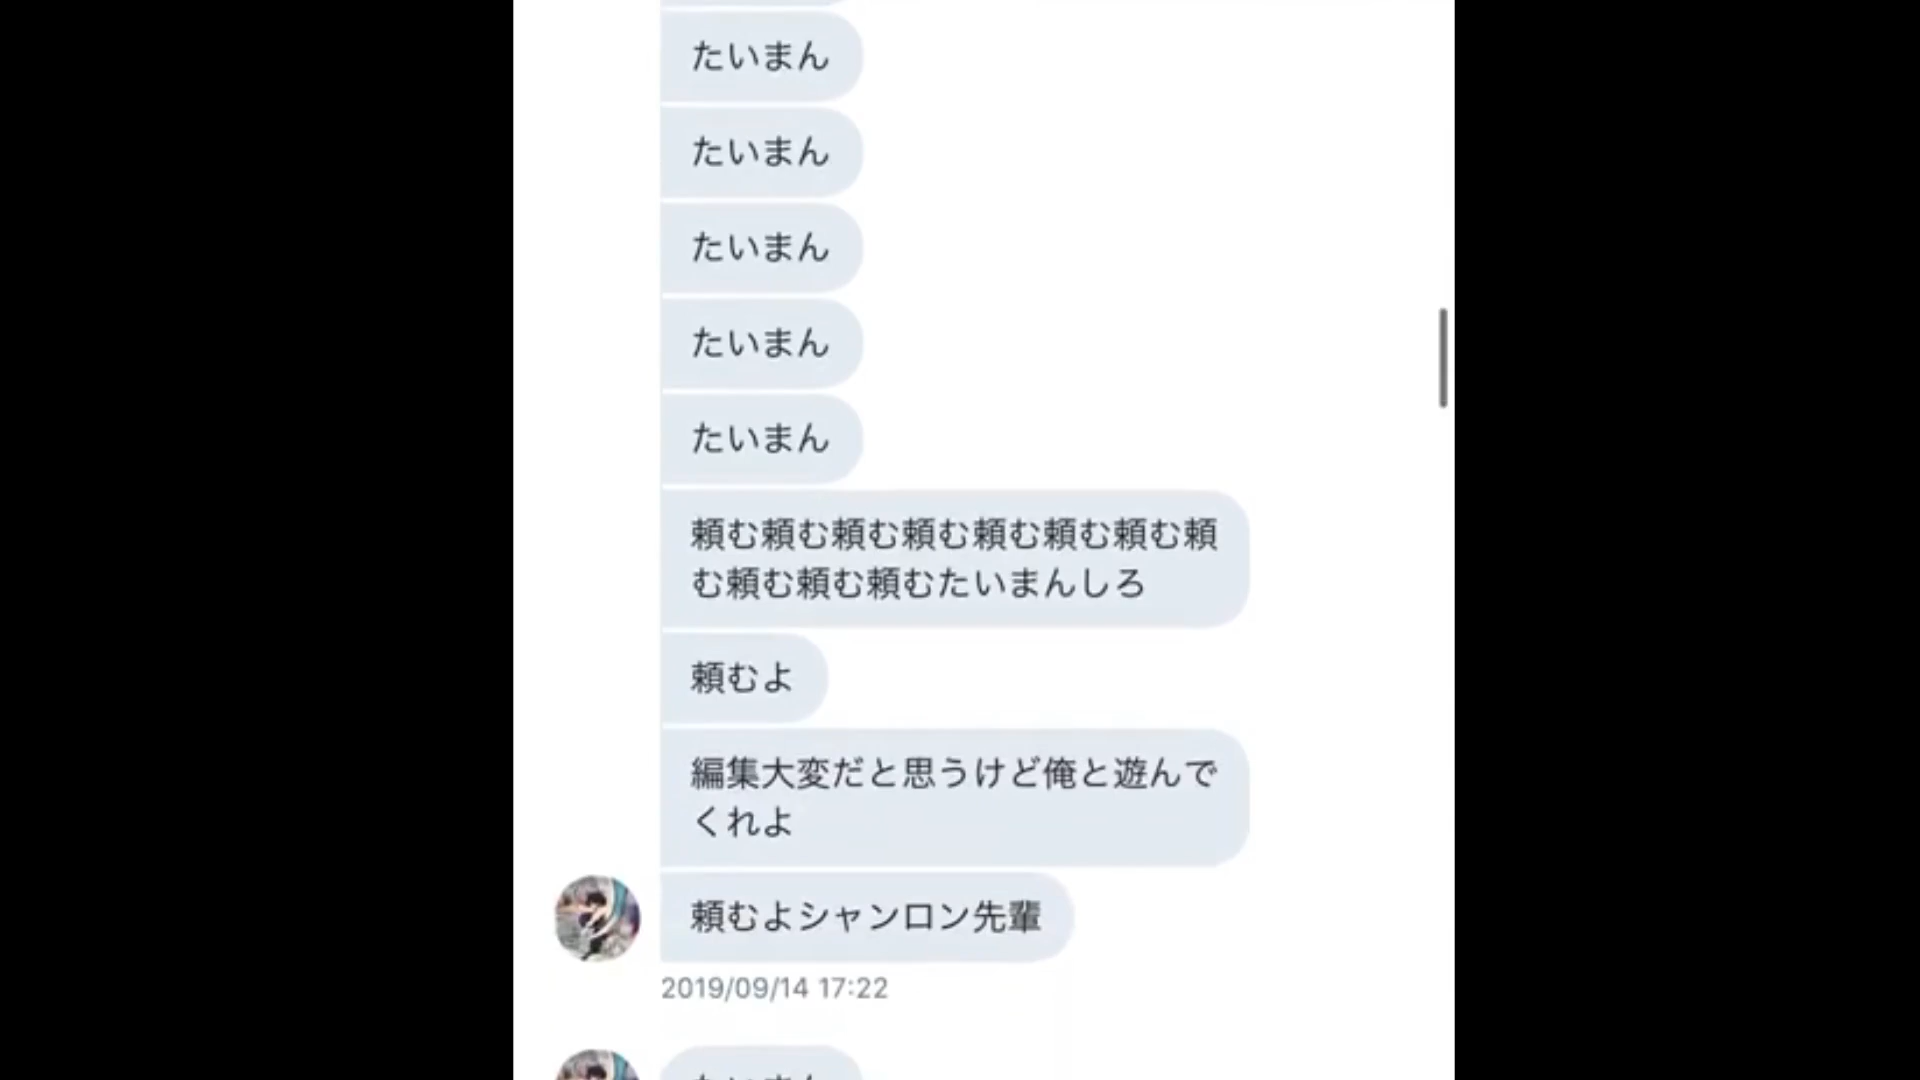 たいまん
たいまん
たいまん
たいまん
たいまん
頼む頼む頼む頼む頼む頼む頼む頼
む頼む頼む頼むたいまんしろ
頼むよ
編集大変だと思うけど俺と遊んで
くれよ
頼むよシャンロン先輩
2019/09/14 17:22